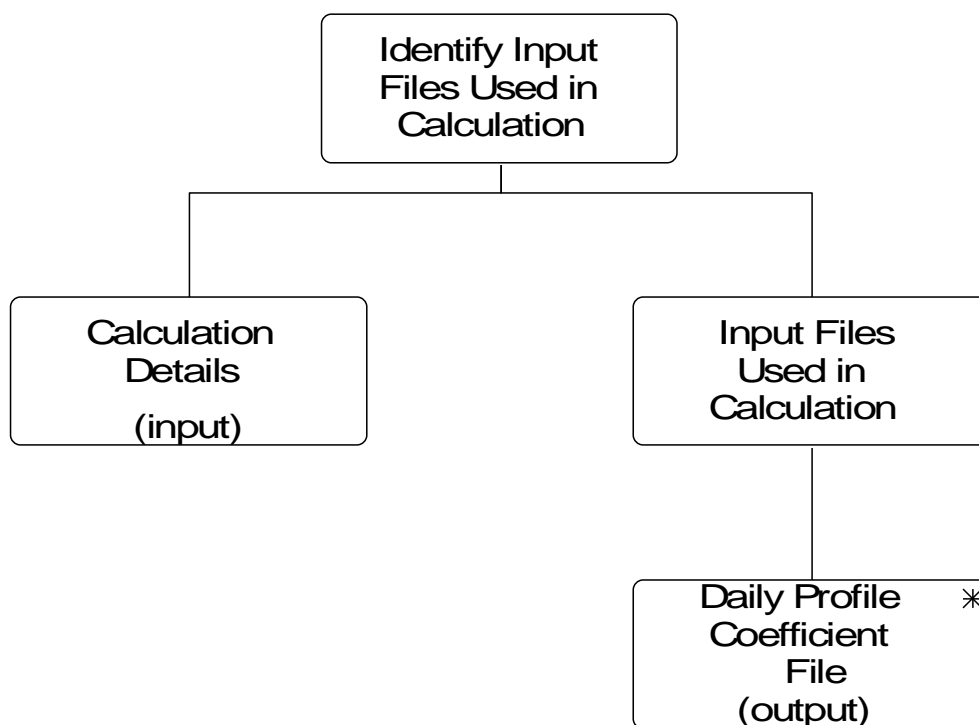 Identify Input
Files Used in
Calculation
Calculation
Details
(input)
Input Files
Used in
Calculation
Daily Profile
Coefficient
File
(output)
*